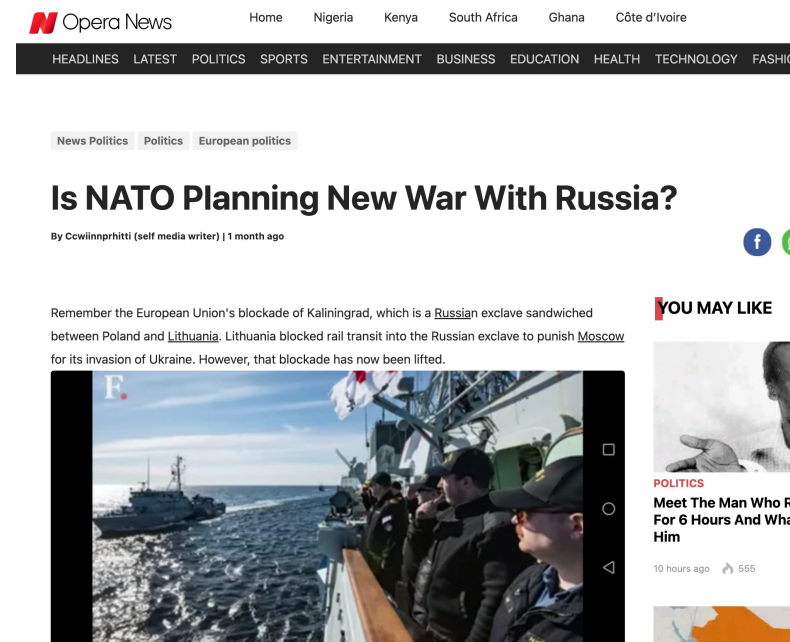 Opera News
Home Nigeria Kenya South Africa Ghana Côte d'Ivoire
HEADLINES LATEST POLITICS SPORTS ENTERTAINMENT BUSINESS EDUCATION HEALTH TECHNOLOGY
News Politics Politics European politics
Is NATO Planning New War With Russia?
By Ccwiinnprhitti (self media writer) | 1 month ago
f
Remember the European Union's blockade of Kaliningrad, which is a Russian exclave sandwiched
between Poland and Lithuania. Lithuania blocked rail transit into the Russian exclave to punish Moscow
for its invasion of Ukraine. However, that blockade has now been lifted.
F.
YOU MAY LIKE
POLITICS
Meet The Man Who
For 6 Hours And
Him
10 hours ago 555